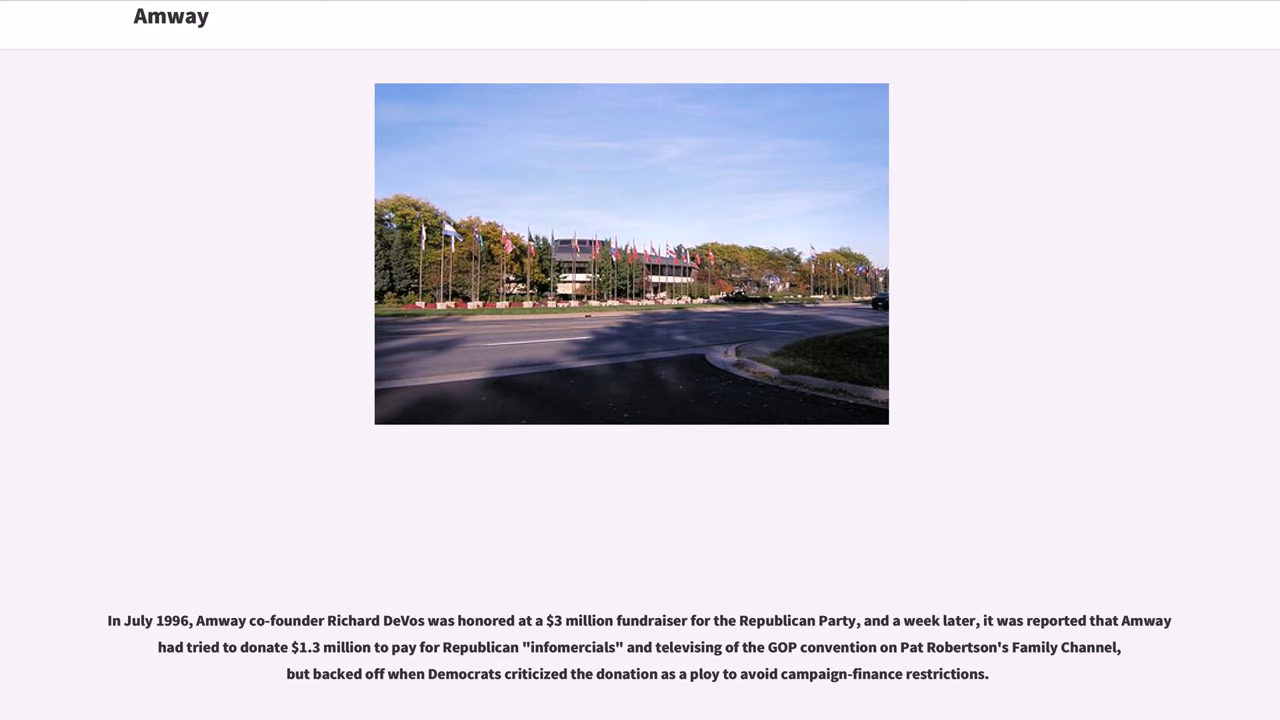 Amway
In July 1996, Amway co-founder Richard DeVos was honored at a $3 million fundraiser for the Republican Party, and a week later, it was reported that Amway
had tried to donate $1.3 million to pay for Republican "infomercials" and televising of the GOP convention on Pat Robertson's Family Channel,
but backed off when Democrats criticized the donation as a ploy to avoid campaign-finance restrictions.